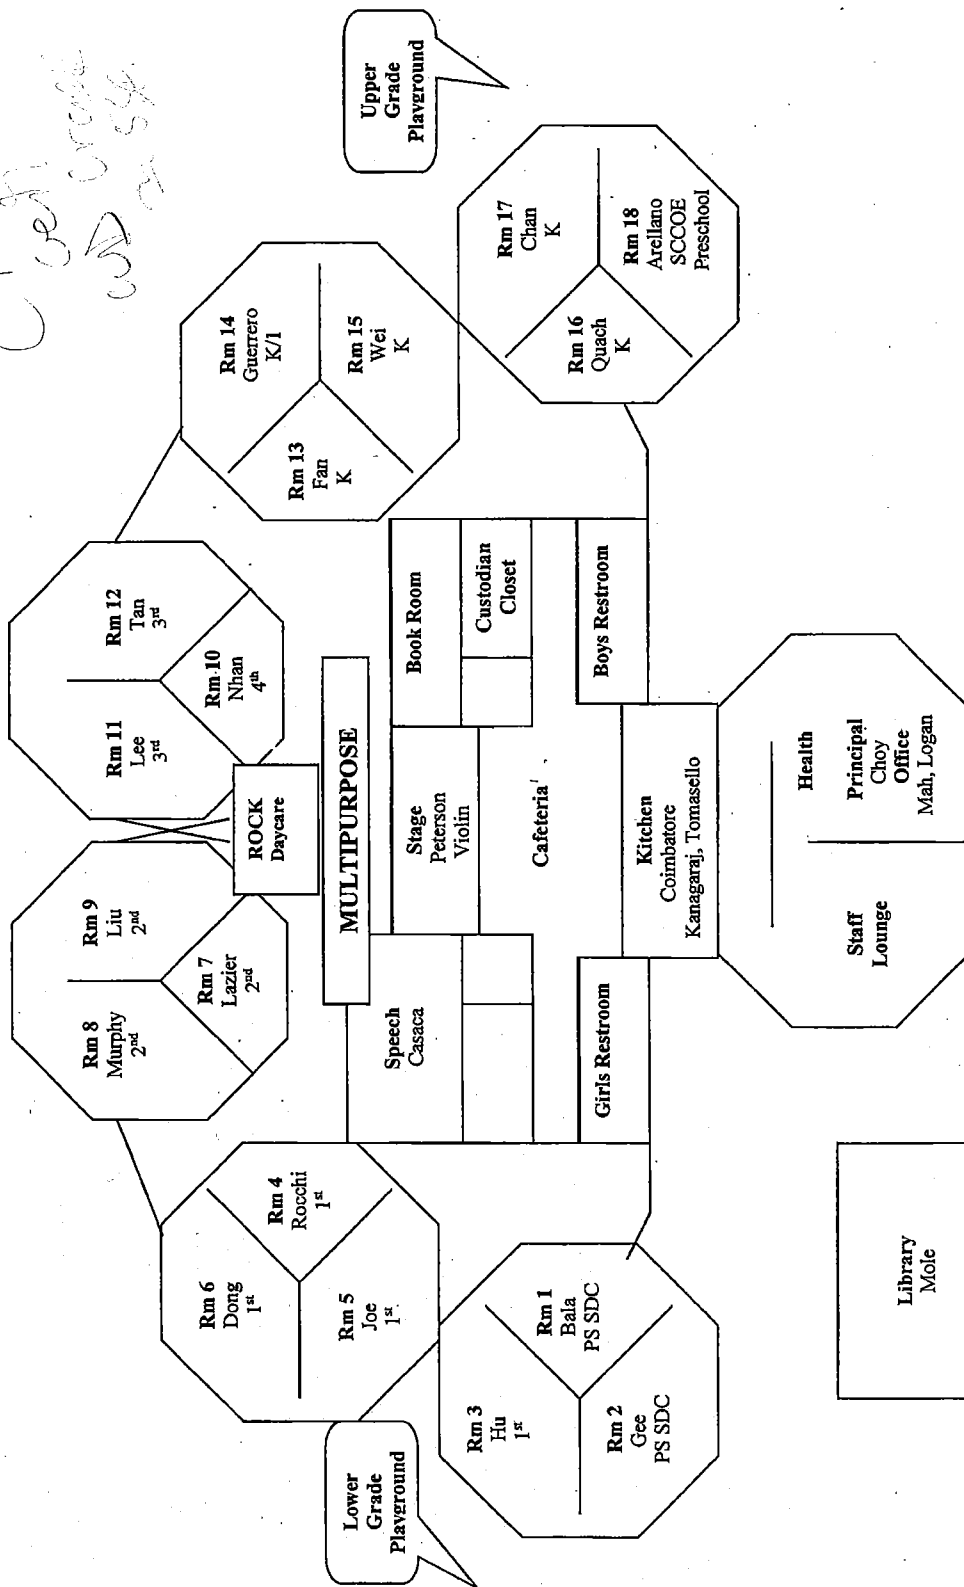 Upper
Grade
Playground
Rm 14
Guerrero
K/1
Rm 15
Wei
K
Rm 13
Fan
K
Rm 17
Chan
K
Rm 18
Arellano
SCCOE
Preschool
Rm 16
Quach
K
Rm 12
Tan
3rd
Rm 11
Lee
3rd
Rm 10
Nhan
4th
ROCK
Daycare
Rm 9
Liu
2nd
Rm 8
Murphy
2nd
Rm 7
Lazier
2nd
MULTIPURPOSE
Book Room
Custodian
Closet
Boys Restroom
Stage
Peterson
Violin
Cafeteria
Kitchen
Coimbatore
Kanagaraj, Tomasello
Speech
Casaca
Girls Restroom
Health
Principal
Choy
Office
Mah, Logan
Staff
Lounge
Rm 6
Dong
1st
Rm 4
Rocchi
1st
Rm 5
Joe
1st
Rm 3
Hu
1st
Rm 1
Bala
PS SDC
Rm 2
Gee
PS SDC
Lower
Grade
Playground
Library
Mole